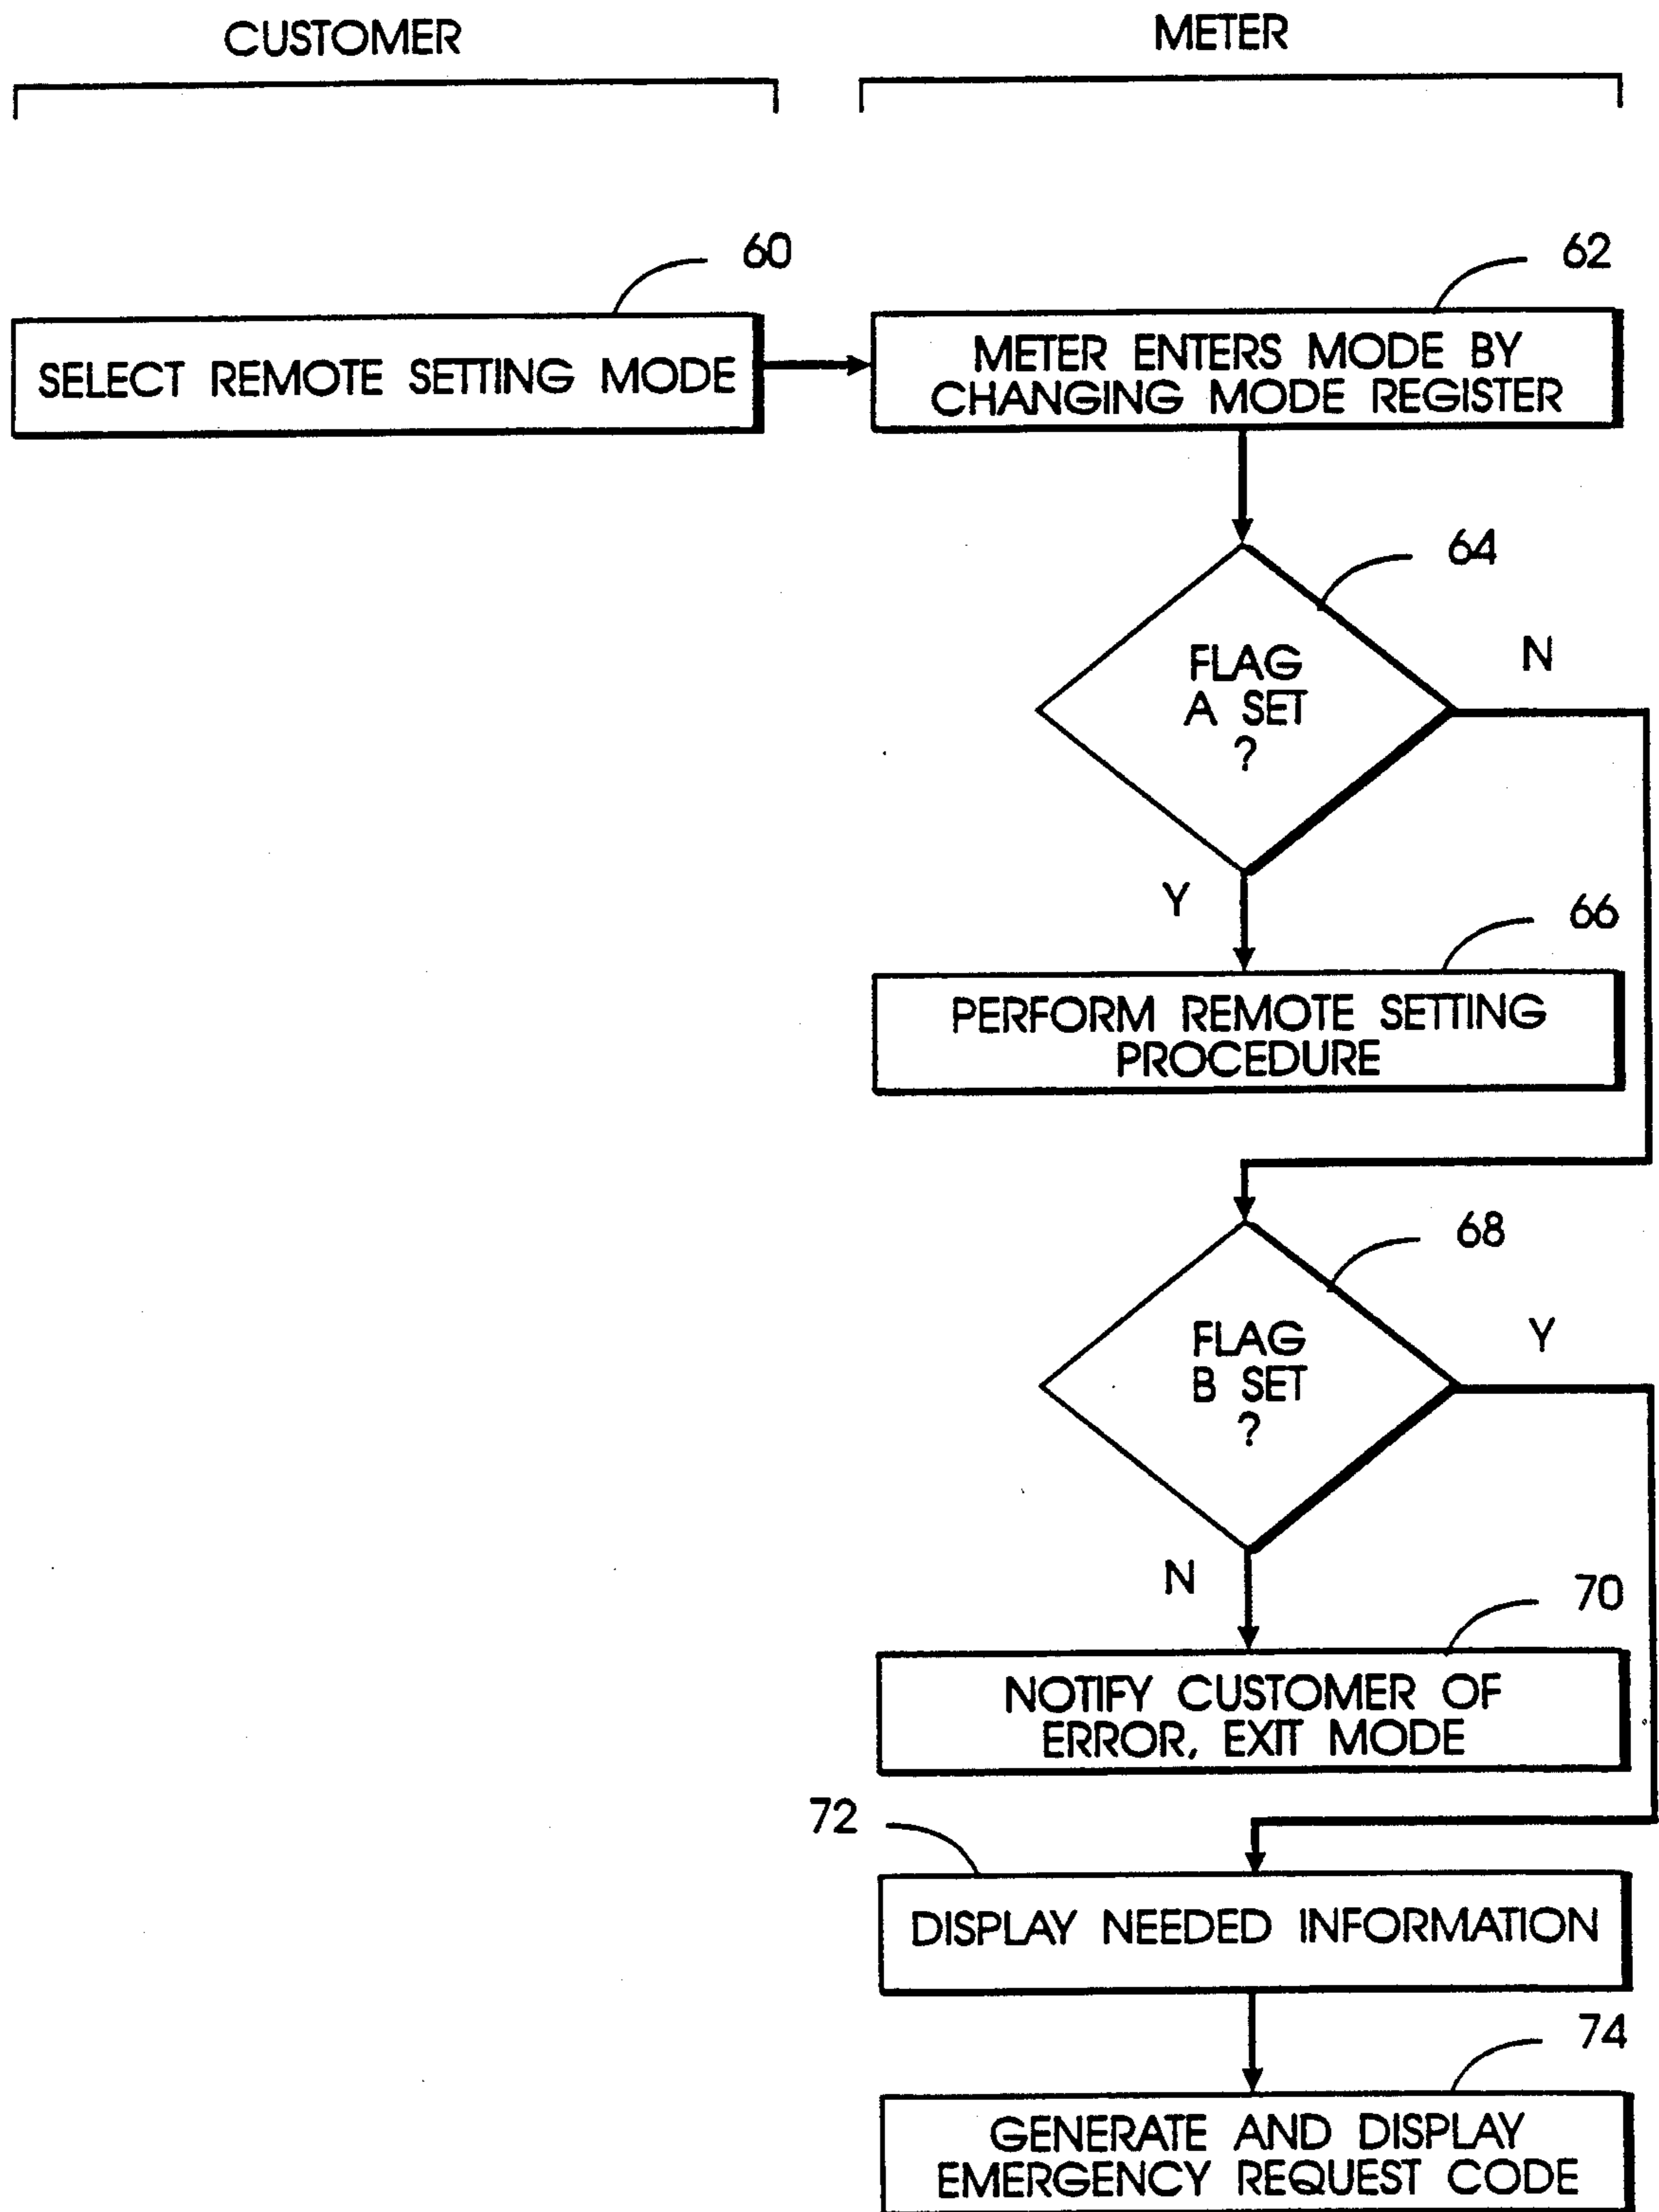 CUSTOMER
METER
60
62
SELECT REMOTE SETTING MODE
METER ENTERS MODE BY
CHANGING MODE REGISTER
64
FLAG
A SET
?
N
Y
66
PERFORM REMOTE SETTING
PROCEDURE
68
FLAG
B SET
?
Y
N
70
NOTIFY CUSTOMER OF
ERROR, EXIT MODE
72
DISPLAY NEEDED INFORMATION
74
GENERATE AND DISPLAY
EMERGENCY REQUEST CODE